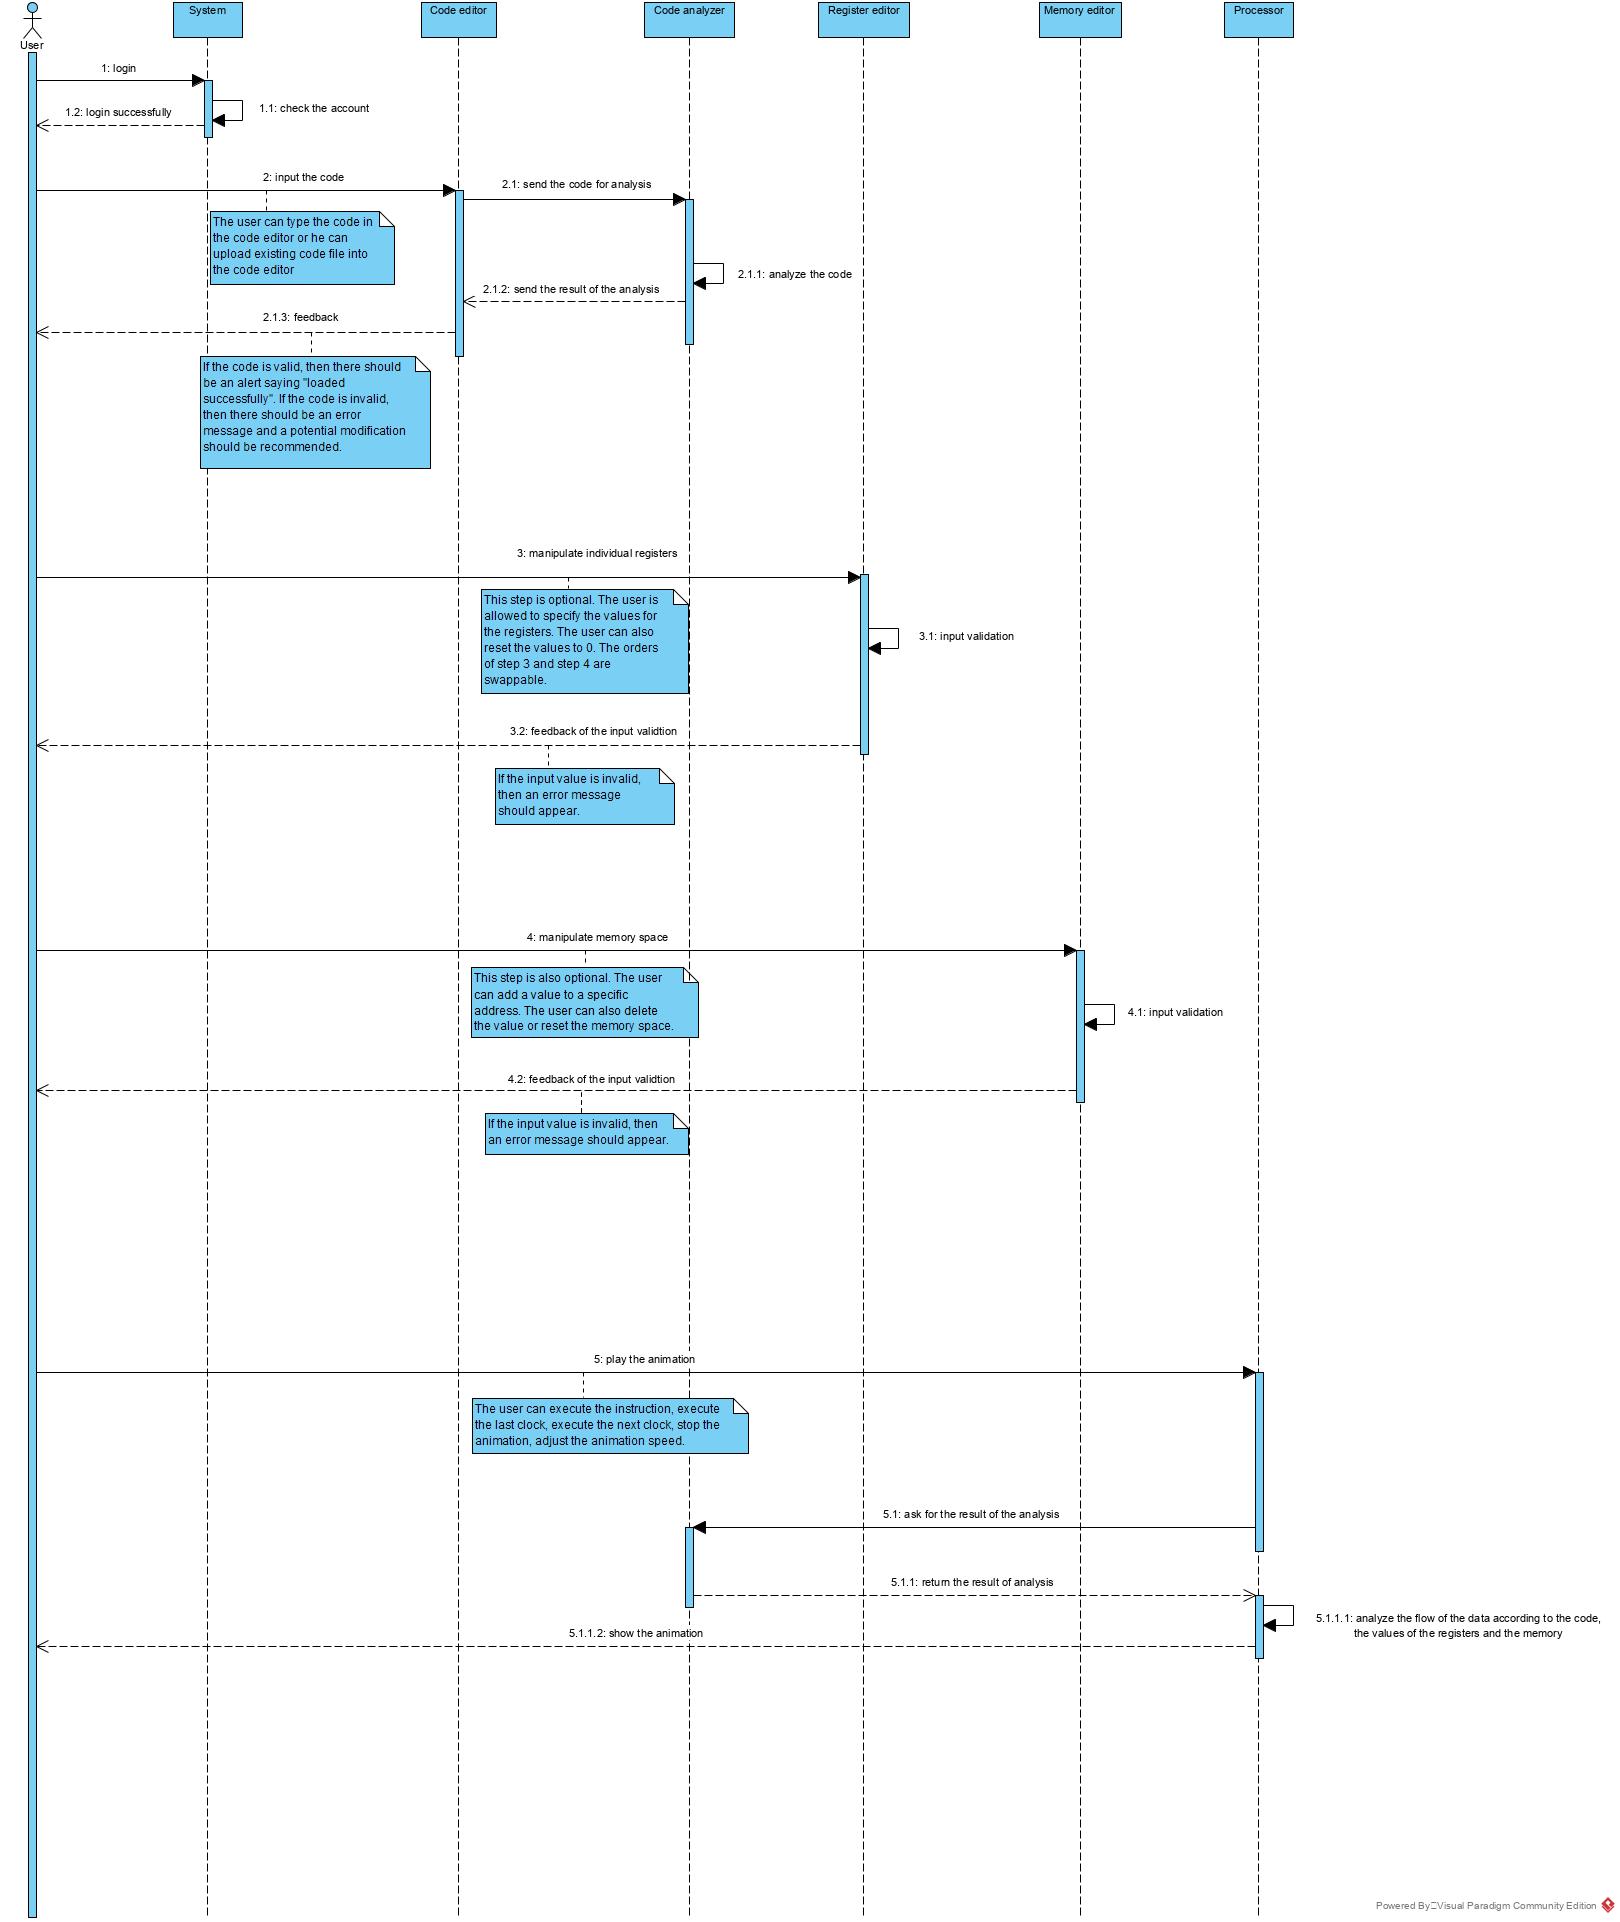 User
System
Code editor
Code analyzer
Register editor
Memory editor
Processor
1: login
1.1: check the account
1.2: login successfully
2: input the code
2.1: send the code for analysis
The user can type the code in
the code editor or he can
upload existing code file into
the code editor
2.1.1: analyze the code
2.1.2: send the result of the analysis
2.1.3: feedback
If the code is valid, then there should
be an alert saying "loaded
successfully". If the code is invalid,
then there should be an error
message and a potential modification
should be recommended.
3: manipulate individual registers
This step is optional. The user is
allowed to specify the values for
the registers. The user can also
reset the values to 0. The orders
of step 3 and step 4 are
swappable.
3.1: input validation
3.2: feedback of the input validtion
If the input value is invalid,
then an error message
should appear.
4: manipulate memory space
This step is also optional. The user
can add a value to a specific
address. The user can also delete
the value or reset the memory space.
4.1: input validation
4.2: feedback of the input validtion
If the input value is invalid, then
an error message should appear.
5: play the animation
The user can execute the instruction, execute
the last clock, execute the next clock, stop the
animation, adjust the animation speed.
5.1: ask for the result of the analysis
5.1.1: return the result of analysis
5.1.1.1: analyze the flow of the data according to the code,
the values of the registers and the memory
5.1.1.2: show the animation
Powered By Visual Paradigm Community Edition